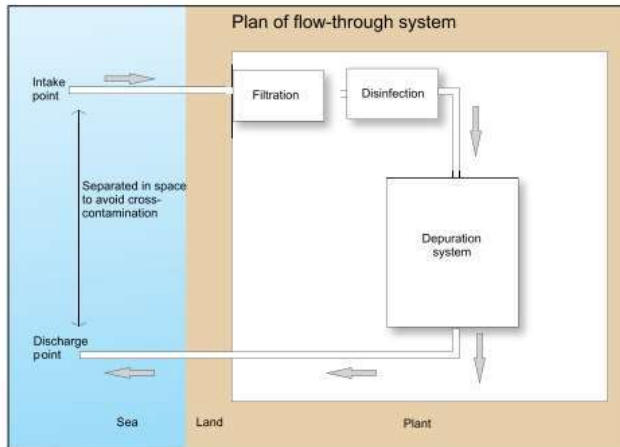 Plan of flow-through system
Intake
point
Filtration
Disinfection
Separated in space
to avoid cross-
contamination
Depuration
system
Discharge
point
Sea
Land
Plant